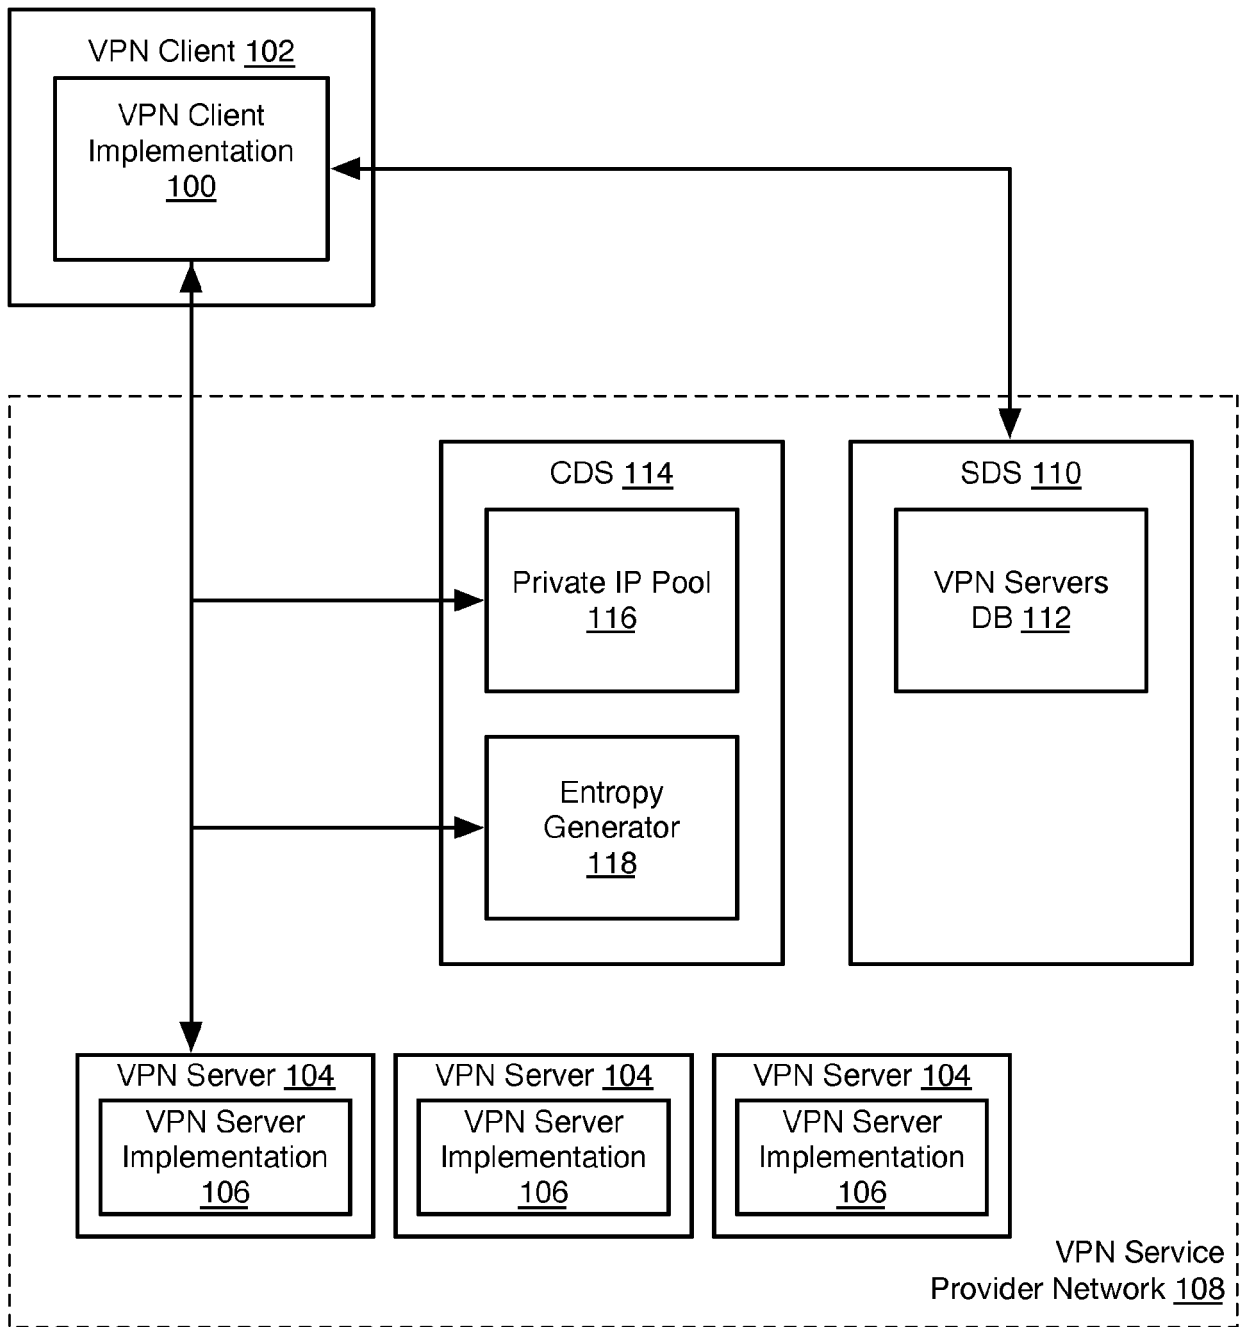 VPN Client 102
VPN Client
Implementation
100
CDS 114
Private IP Pool
116
Entropy
Generator
118
SDS 110
VPN Servers
DB 112
VPN Server 104
VPN Server
Implementation
106
VPN Server 104
VPN Server
Implementation
106
VPN Server 104
VPN Server
Implementation
106
VPN Service
Provider Network 108